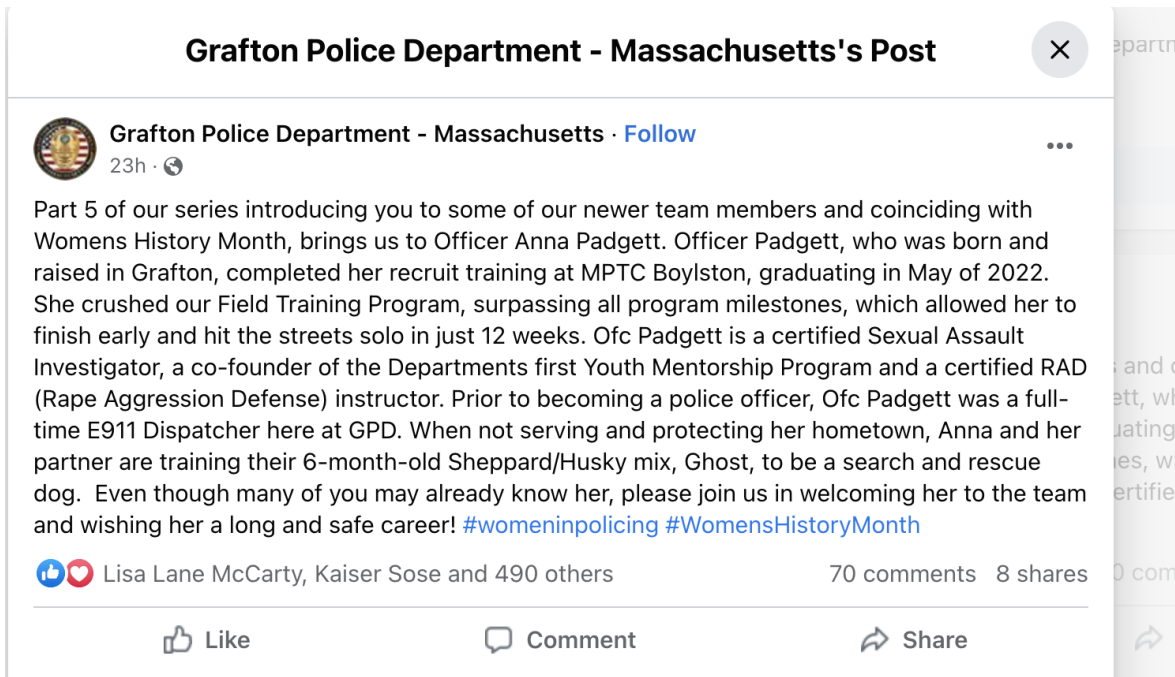 Grafton Police Department - Massachusetts's Post
Grafton Police Department - Massachusetts · Follow
23h ·
Part 5 of our series introducing you to some of our newer team members and coinciding with
Womens History Month, brings us to Officer Anna Padgett. Officer Padgett, who was born and
raised in Grafton, completed her recruit training at MPTC Boylston, graduating in May of 2022.
She crushed our Field Training Program, surpassing all program milestones, which allowed her to
finish early and hit the streets solo in just 12 weeks. Ofc Padgett is a certified Sexual Assault
Investigator, a co-founder of the Departments first Youth Mentorship Program and a certified RAD
(Rape Aggression Defense) instructor. Prior to becoming a police officer, Ofc Padgett was a full-
time E911 Dispatcher here at GPD. When not serving and protecting her hometown, Anna and her
partner are training their 6-month-old Sheppard/Husky mix, Ghost, to be a search and rescue
dog.  Even though many of you may already know her, please join us in welcoming her to the team
and wishing her a long and safe career! #womeninpolicing #WomensHistoryMonth
Lisa Lane McCarty, Kaiser Sose and 490 others 70 comments 8 shares
Like Comment Share